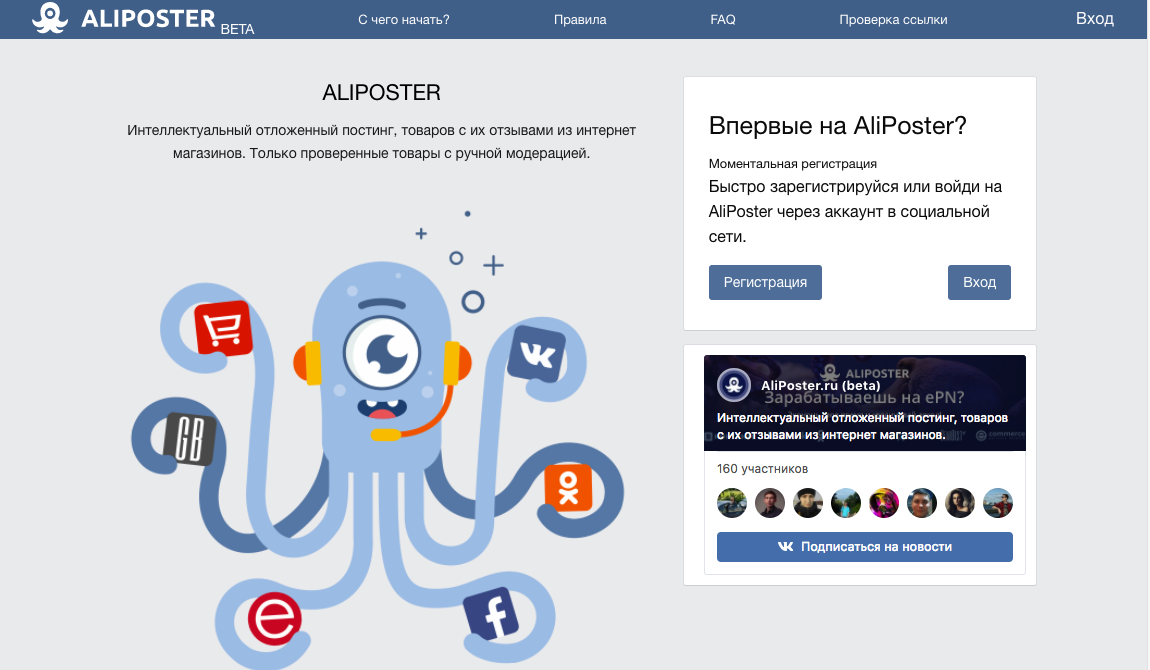 ALIPOSTER BETA
С чего начать?
Правила
FAQ
Проверка ссылки
Вход
ALIPOSTER
Интеллектуальный отложенный постинг, товаров с их отзывами из интернет
магазинов. Только проверенные товары с ручной модерацией.
GB
Впервые на AliPoster?
Моментальная регистрация
Быстро зарегистрируйся или войди на
AliPoster через аккаунт в социальной
сети.
Регистрация
Вход
ALIPOSTER
AliPoster.ru (beta)
Зарабатываешь на ePN?
Интеллектуальный отложенный постинг, товаров
с их отзывами из интернет магазинов.
160 участников
Подписаться на новости